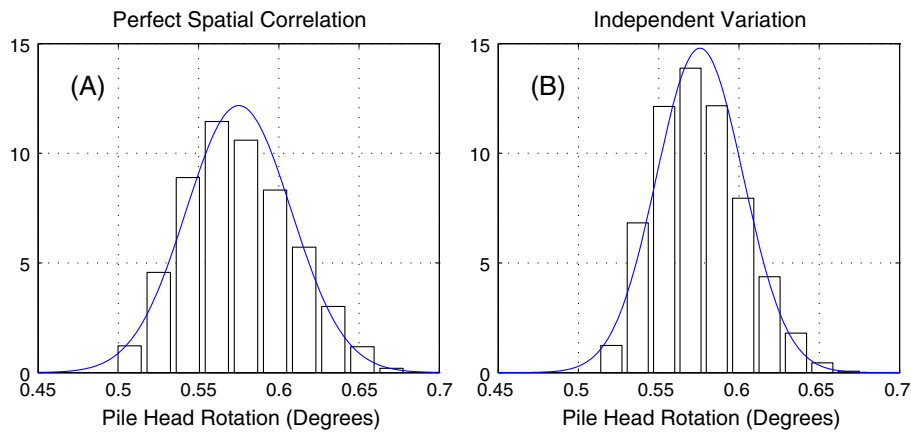 Perfect Spatial Correlation
15
10
5
0
(A)
0.45 0.5 0.55 0.6 0.65 0.7
Pile Head Rotation (Degrees)
Independent Variation
15
10
5
0
(B)
0.45 0.5 0.55 0.6 0.65 0.7
Pile Head Rotation (Degrees)